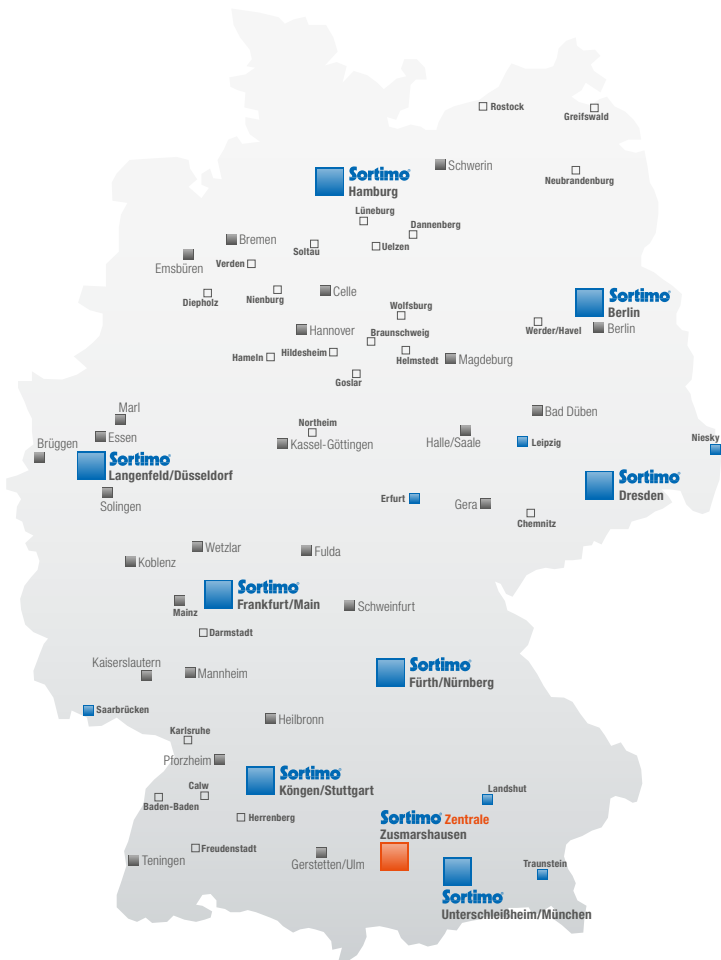 Rostock
Greifswald
Schwerin
Neubrandenburg
Sortimo®
Hamburg
Lüneburg
Dannenberg
Bremen
Soltau
Uelzen
Verden
Emsbüren
Diepholz
Nienburg
Celle
Wolfsburg
Sortimo®
Berlin
Werder/Havel
Berlin
Hannover
Braunschweig
Hameln
Hildesheim
Helmstedt
Magdeburg
Goslar
Marl
Bad Düben
Northeim
Essen
Brüggen
Kassel-Göttingen
Halle/Saale
Leipzig
Niesky
Sortimo®
Langenfeld/Düsseldorf
Sortimo®
Dresden
Erfurt
Gera
Solingen
Chemnitz
Wetzlar
Fulda
Koblenz
Sortimo®
Frankfurt/Main
Mainz
Schweinfurt
Darmstadt
Kaiserslautern
Mannheim
Sortimo®
Fürth/Nürnberg
Saarbrücken
Heilbronn
Karlsruhe
Pforzheim
Sortimo®
Köngen/Stuttgart
Calw
Baden-Baden
Landshut
Herrenberg
Sortimo® Zentrale
Zusmarshausen
Freudenstadt
Teningen
Gerstetten/Ulm
Traunstein
Sortimo®
Unterschleißheim/München